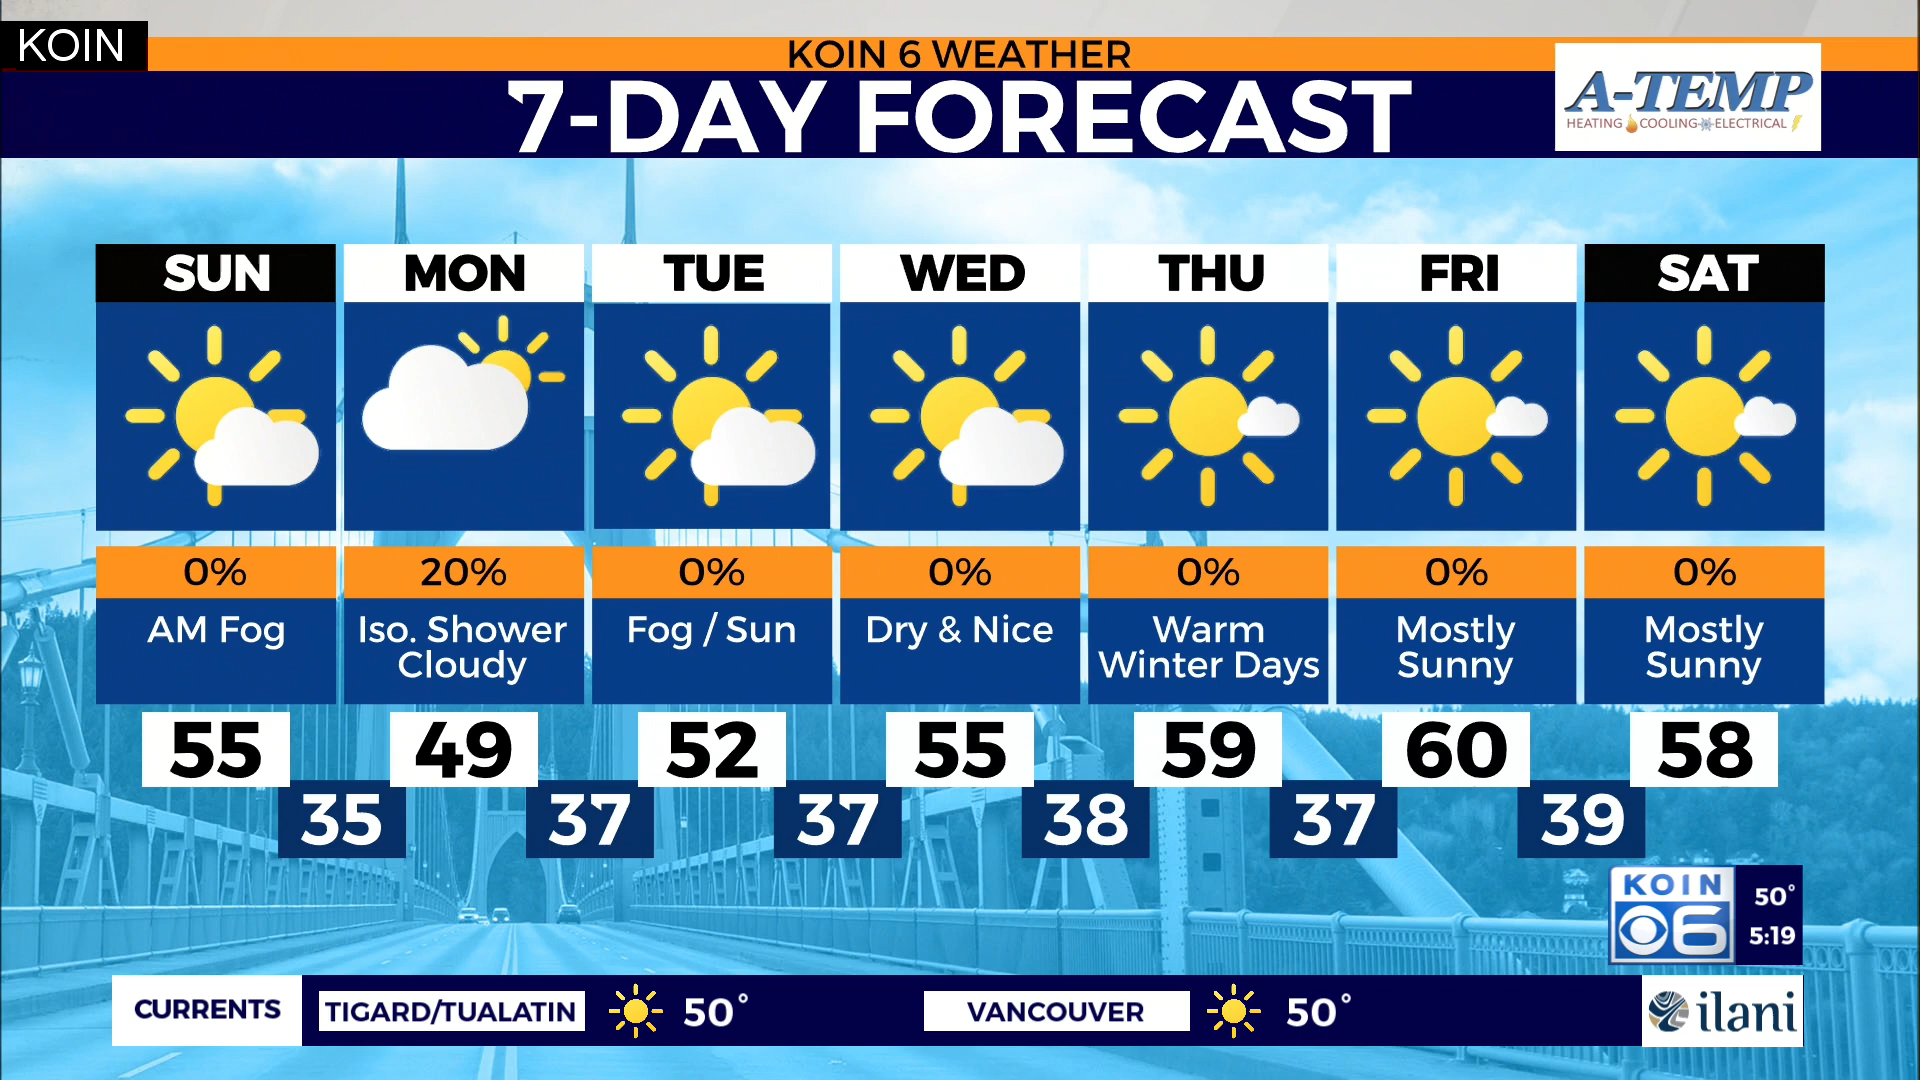 KOIN
KOIN 6 WEATHER
7-DAY FORECAST
A-TEMP
HEATING COOLING ELECTRICAL
SUN MON TUE WED THU FRI SAT
0% 20% 0% 0% 0% 0% 0%
AM Fog
Iso. Shower
Cloudy
Fog / Sun
Dry & Nice
Warm
Winter Days
Mostly
Sunny
Mostly
Sunny
55 49 52 55 59 60 58
35 37 37 38 37 39
KOIN
6
50°
5:19
CURRENTS TIGARD/TUALATIN 50° VANCOUVER 50°
ilani